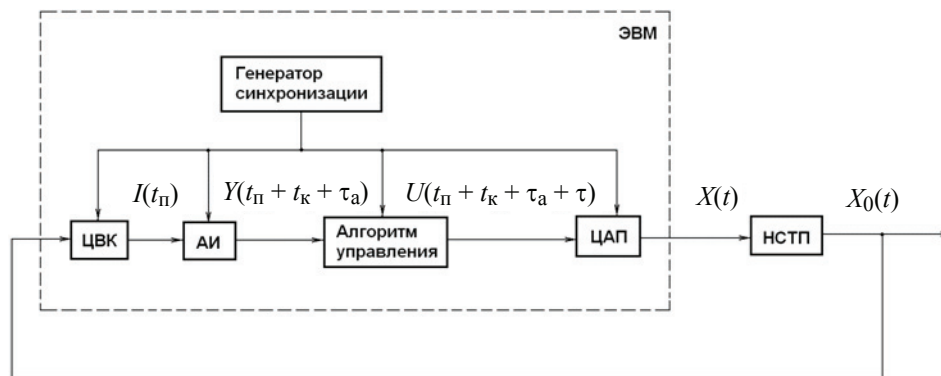 ЭВМ
Генератор
синхронизации
I(tп)
Y(tп + tк + τа)
U(tп + tк + τа + τ)
X(t)
X0(t)
ЦВК
АИ
Алгоритм
управления
ЦАП
НСТП